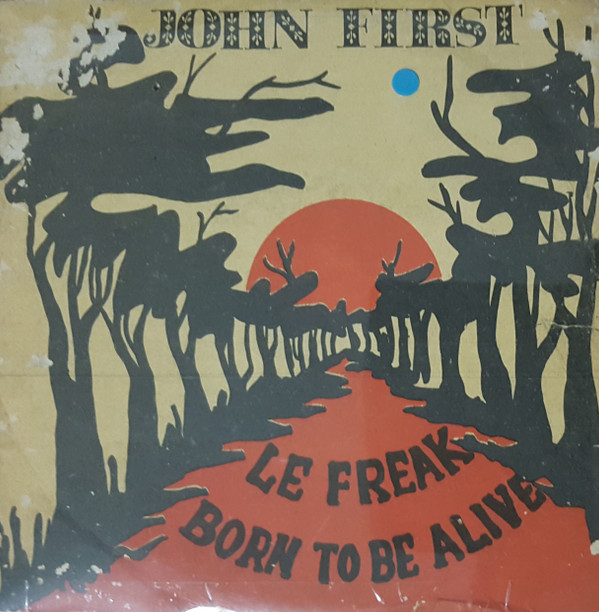 JOHN FIRST
LE FREAK
BORN TO BE ALIVE